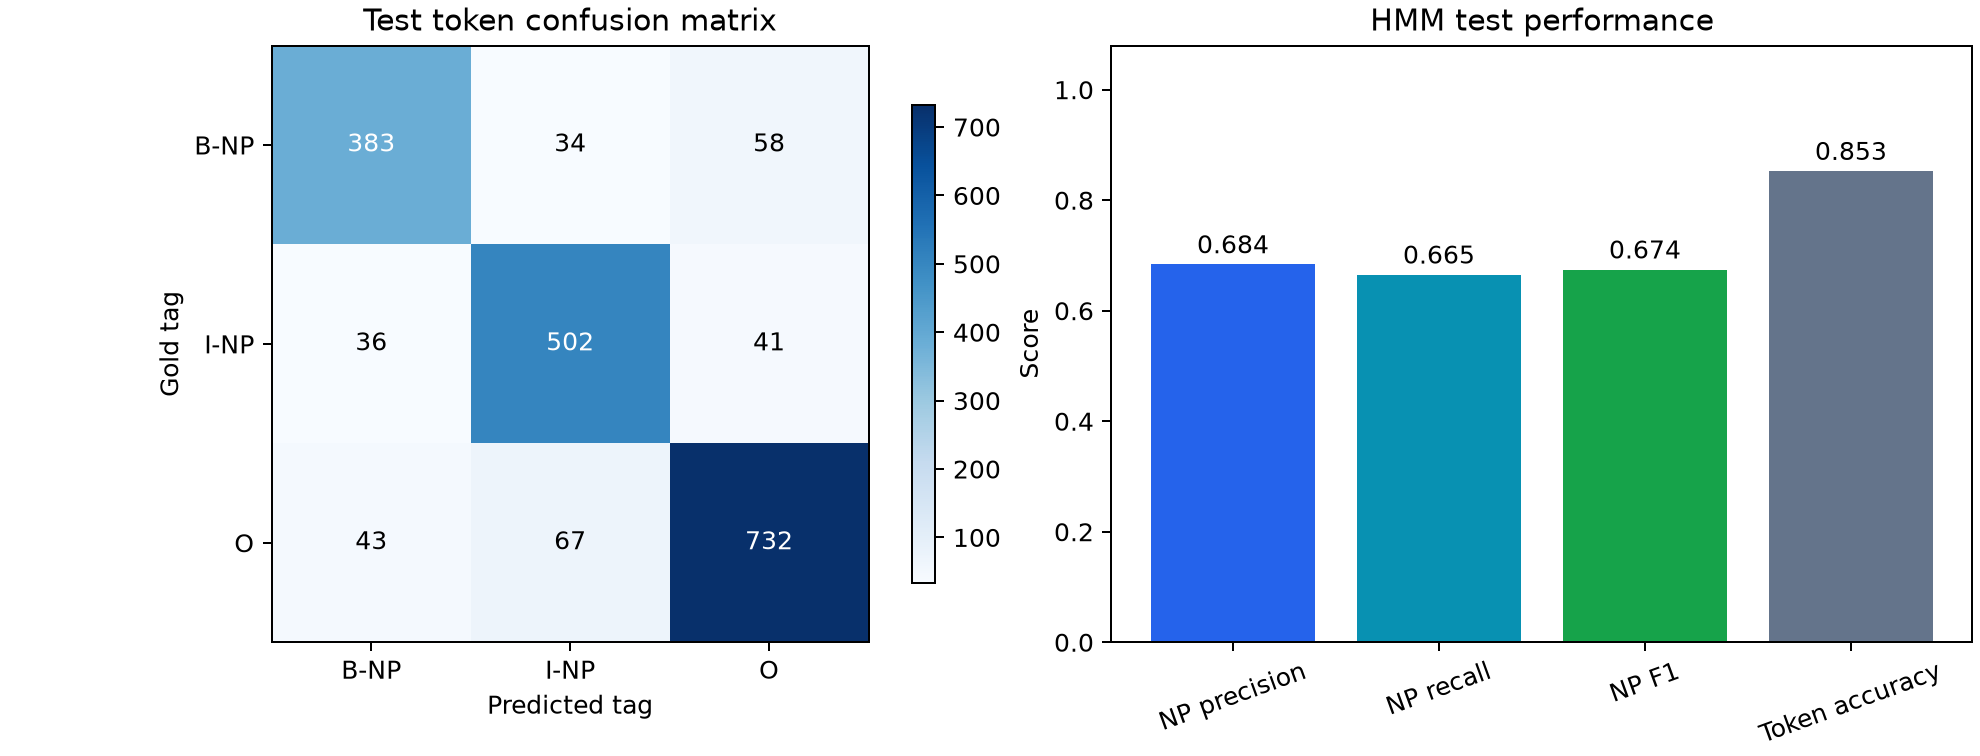 Test token confusion matrix
Gold tag
B-NP
I-NP
O
383 34 58
36 502 41
43 67 732
B-NP I-NP O
Predicted tag
700
600
500
400
300
200
100
HMM test performance
Score
1.0
0.8
0.6
0.4
0.2
0.0
0.684
0.665
0.674
0.853
NP precision
NP recall
NP F1
Token accuracy